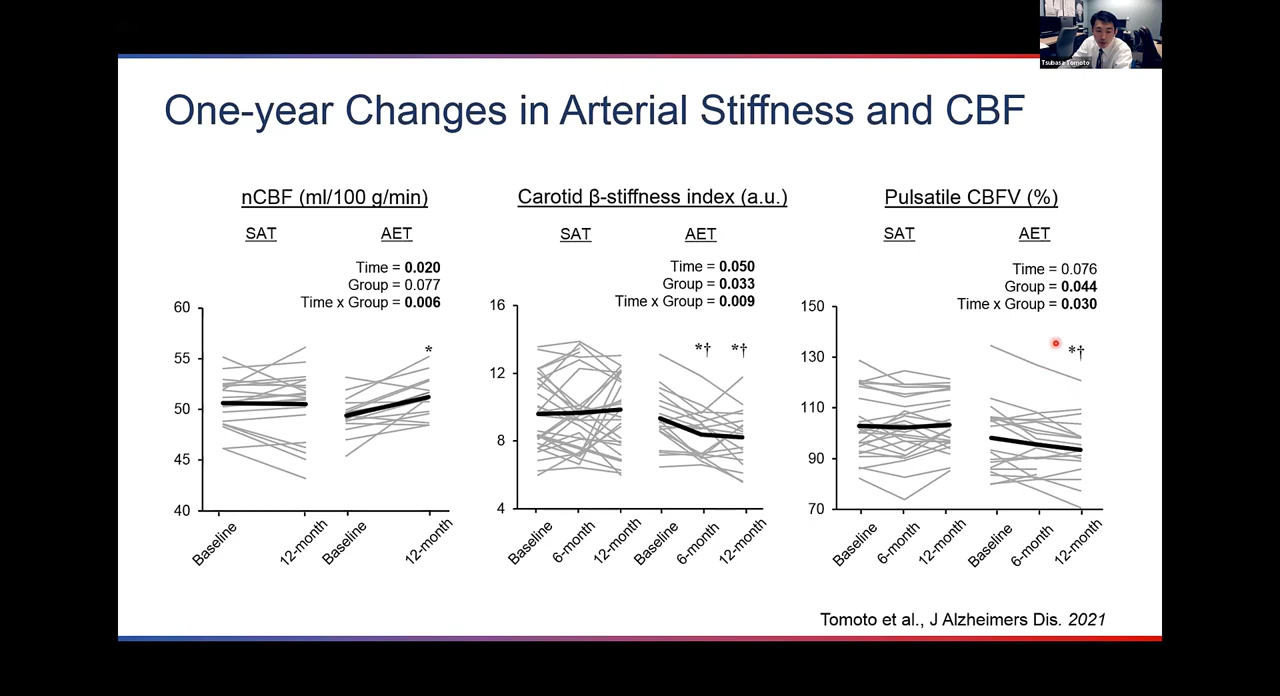 Tsubasa Tomoto
One-year Changes in Arterial Stiffness and CBF
nCBF (ml/100 g/min)
SAT
AET
Time = 0.020
Group = 0.077
Time x Group = 0.006
60
55
50
45
40
*
Baseline
12-month
Baseline
12-month
Carotid β-stiffness index (a.u.)
SAT
AET
Time = 0.050
Group = 0.033
Time x Group = 0.009
16
12
8
4
*†
*†
Baseline
6-month
12-month
Baseline
6-month
12-month
Pulsatile CBFV (%)
SAT
AET
Time = 0.076
Group = 0.044
Time x Group = 0.030
150
130
110
90
70
*†
Baseline
6-month
12-month
Baseline
6-month
12-month
Tomoto et al., J Alzheimers Dis. 2021